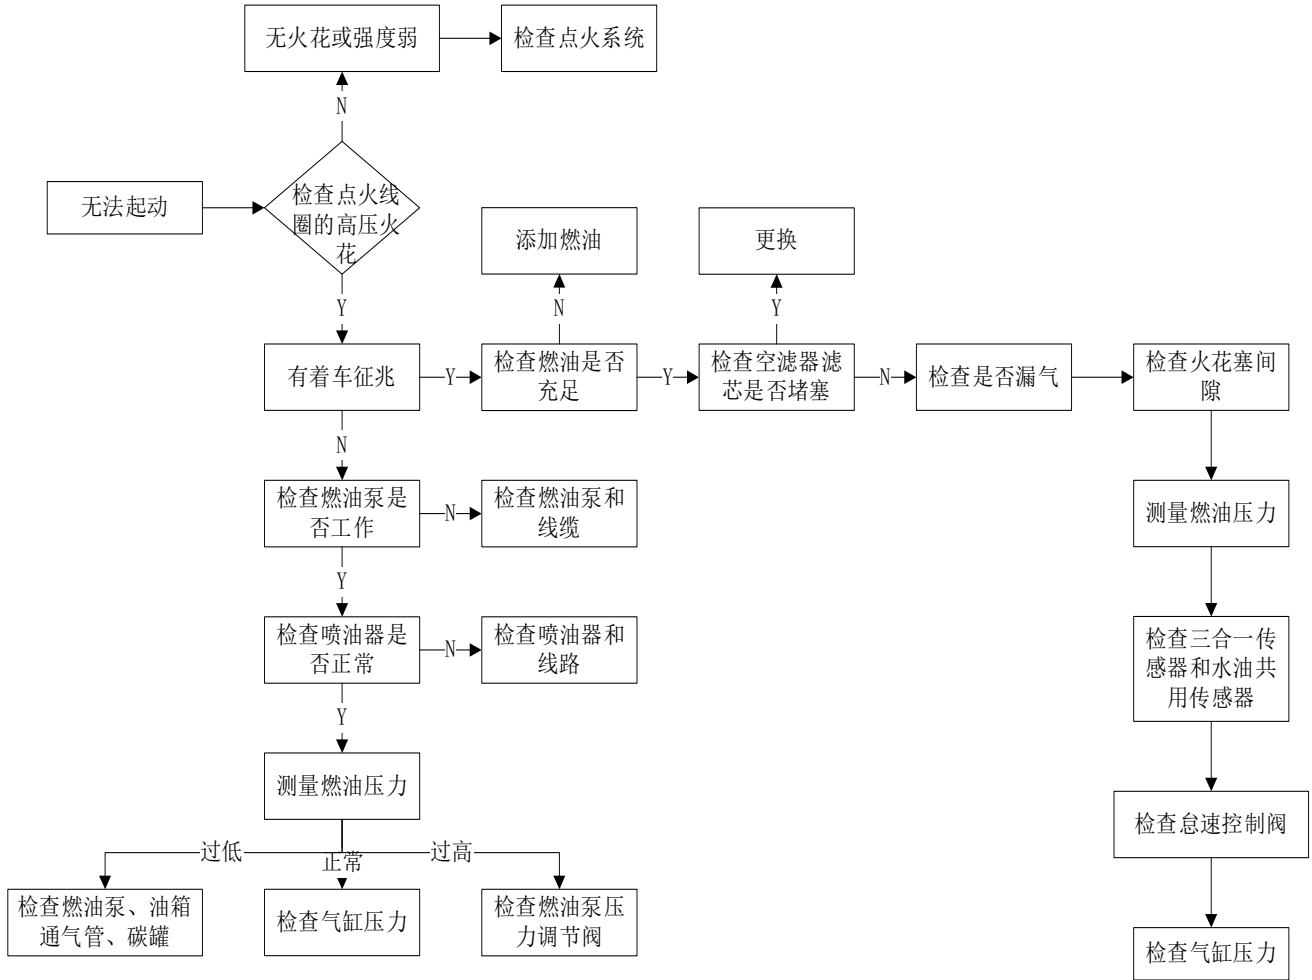 无火花或强度弱
检查点火系统
N
无法起动
检查点火线
圈的高压火
花
添加燃油
更换
Y
N
Y
有着车征兆
Y
检查燃油是否
充足
Y
检查空滤器滤
芯是否堵塞
N
检查是否漏气
检查火花塞间
隙
N
检查燃油泵是
否工作
N
检查燃油泵和
线缆
测量燃油压力
Y
检查喷油器是
否正常
N
检查喷油器和
线路
检查三合一传
感器和水油共
用传感器
Y
测量燃油压力
检查怠速控制阀
过低
正常
过高
检查燃油泵、油箱
通气管、碳罐
检查气缸压力
检查燃油泵压
力调节阀
检查气缸压力